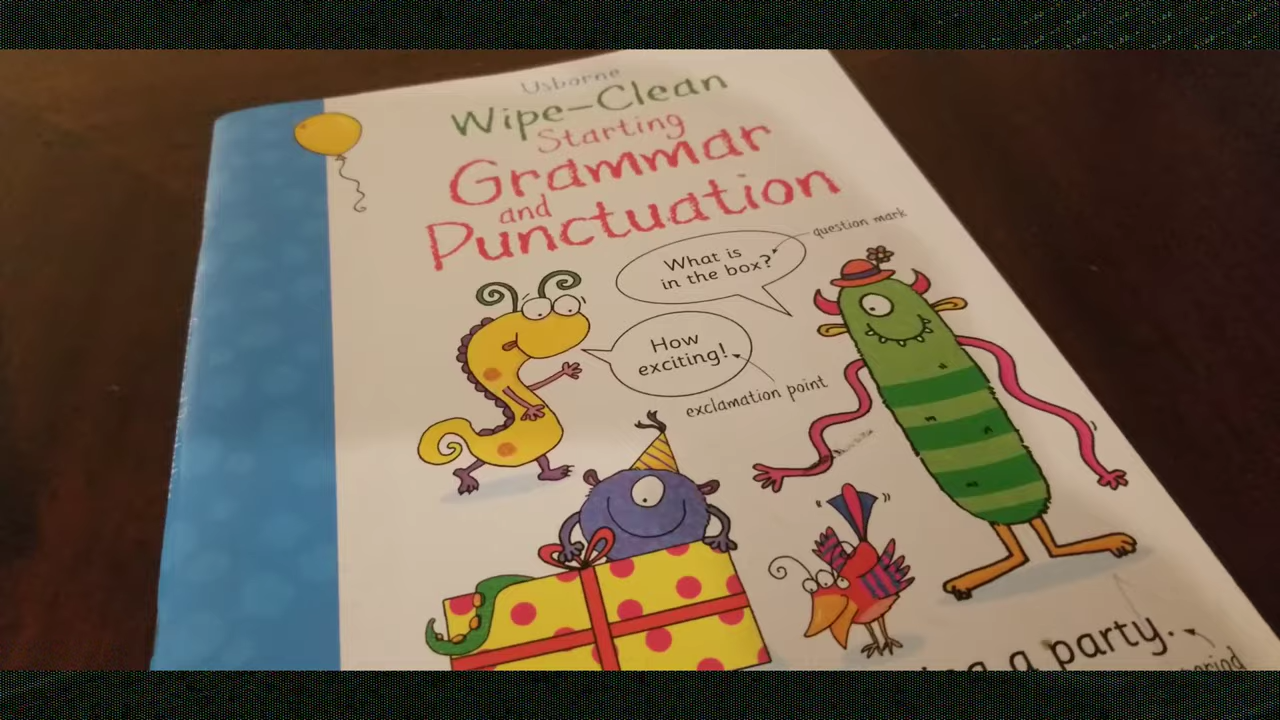 Usborne
Wipe-Clean
Starting
Grammar
and
Punctuation
question mark
What is
in the box?
How
exciting!
exclamation point
a party.